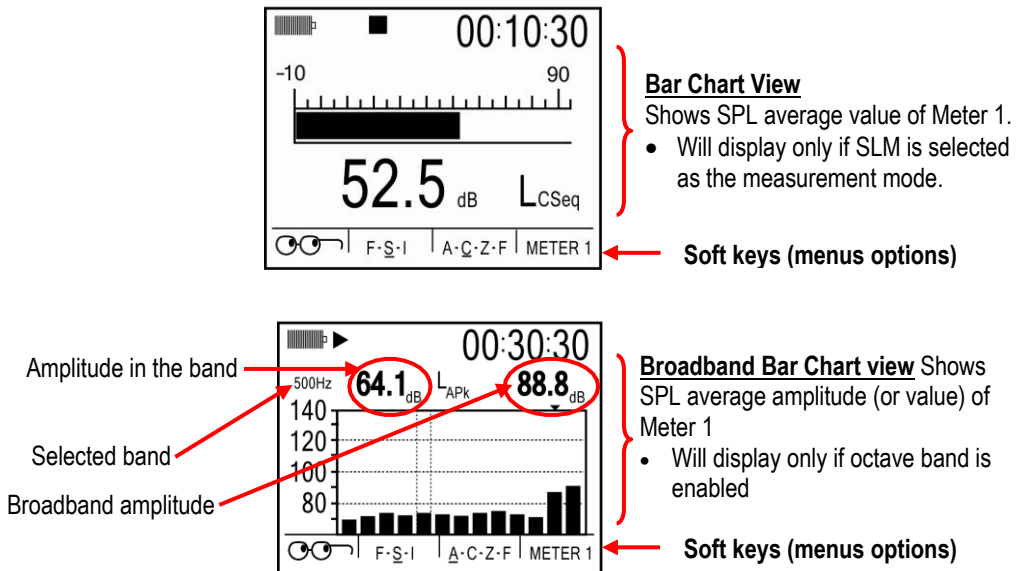 00:10:30
-10 90
52.5 dB LCSeq
F-S-I A-C-Z-F METER 1
Bar Chart View
Shows SPL average value of Meter 1.
• Will display only if SLM is selected
as the measurement mode.
Soft keys (menus options)
00:30:30
Amplitude in the band
500Hz 64.1dB LAPk 88.8dB
140
120
100
80
Selected band
Broadband amplitude
F-S-I A-C-Z-F METER 1
Broadband Bar Chart view Shows
SPL average amplitude (or value) of
Meter 1
• Will display only if octave band is
enabled
Soft keys (menus options)